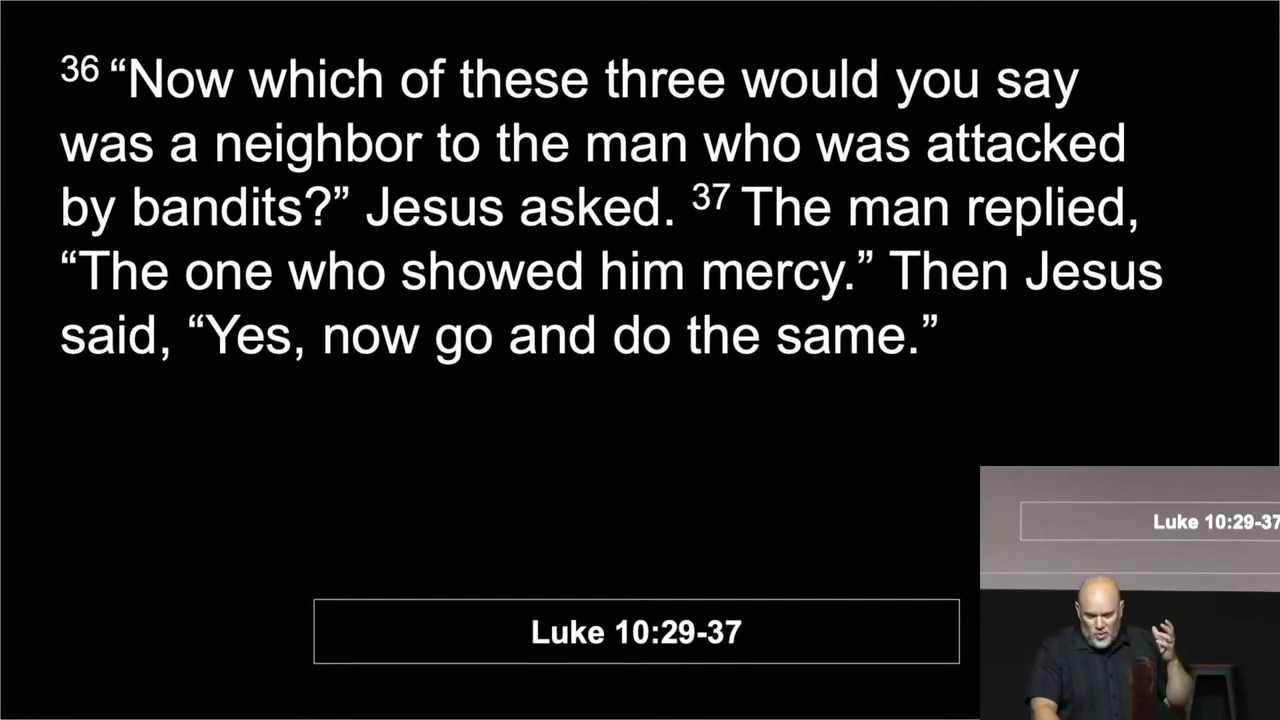 36 “Now which of these three would you say
was a neighbor to the man who was attacked
by bandits?” Jesus asked. 37 The man replied,
“The one who showed him mercy.” Then Jesus
said, “Yes, now go and do the same.”
Luke 10:29-37
Luke 10:29-37